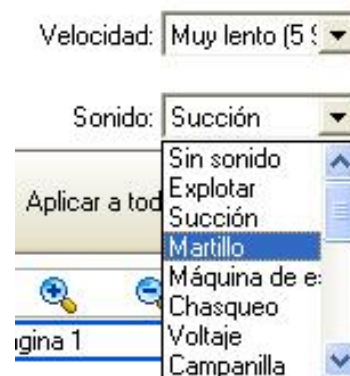 Velocidad: Muy lento (5
Sonido: Succión
Sin sonido
Explotar
Succión
Martillo
Máquina de e
Chasqueo
Voltaje
Campanilla
Aplicar a tod
gina 1